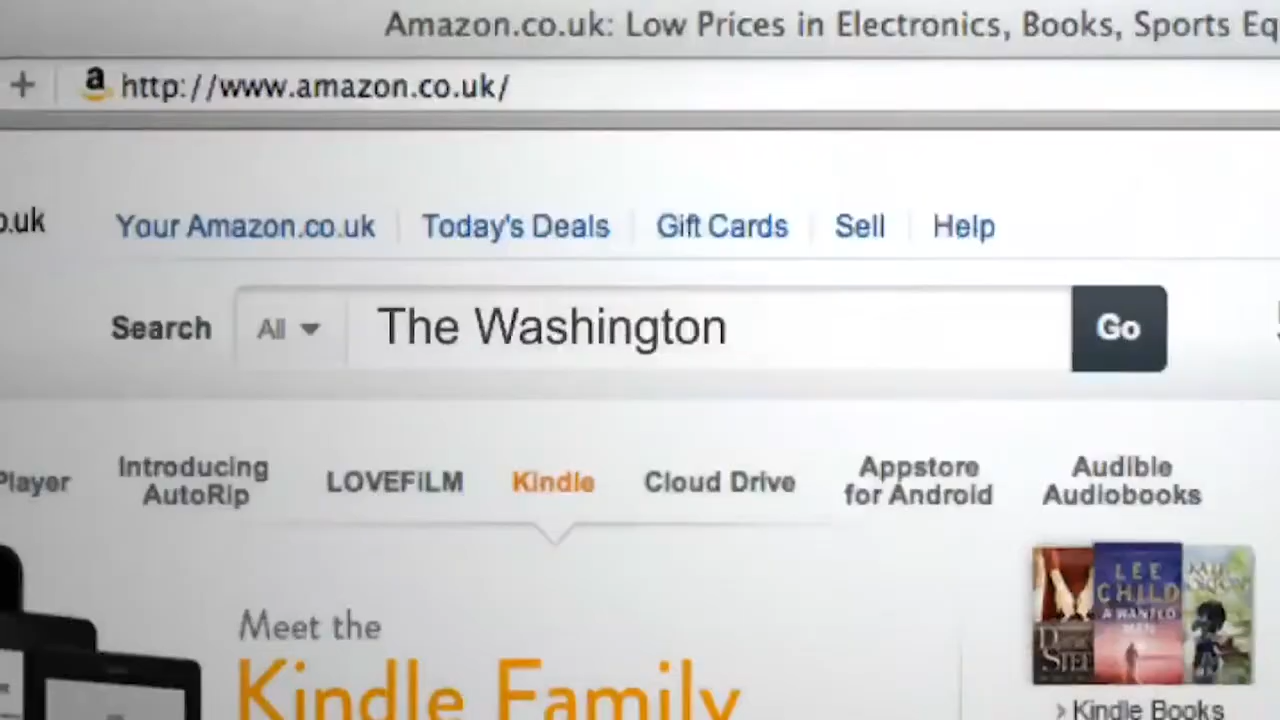 Amazon.co.uk: Low Prices in Electronics, Books, Sports Eq
http://www.amazon.co.uk/
o.uk
Your Amazon.co.uk Today's Deals Gift Cards Sell Help
Search All The Washington Go
Player
Introducing
AutoRip
LOVEFiLM
Kindle
Cloud Drive
Appstore
for Android
Audible
Audiobooks
Meet the
Kindle Family
LEE
CHILD
A WANTED
MAN
› Kindle Books